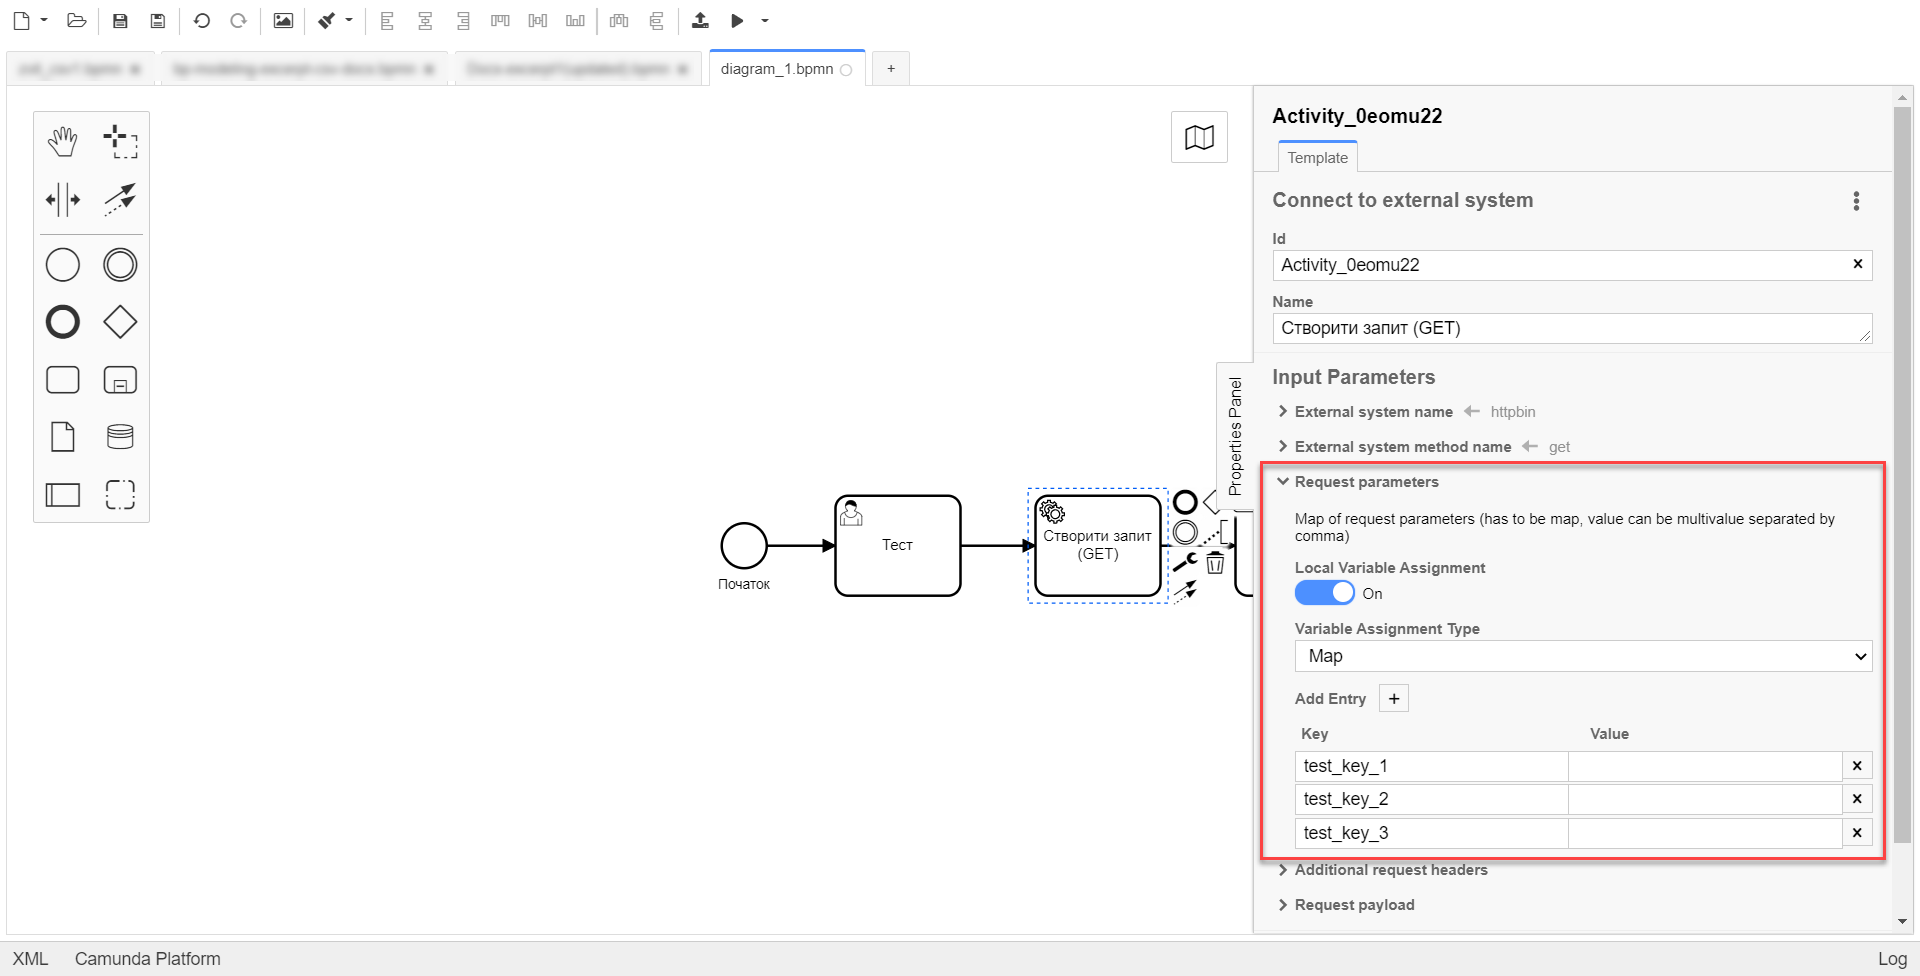 diagram_1.bpmn
+
Activity_0eomu22
Template
Connect to external system
Id
Activity_0eomu22
Name
Створити запит (GET)
Input Parameters
External system name httpbin
External system method name get
Request parameters
Map of request parameters (has to be map, value can be multivalue separated by
comma)
Local Variable Assignment
On
Variable Assignment Type
Map
Add Entry +
Key Value
test_key_1
test_key_2
test_key_3
Additional request headers
Request payload
Properties Panel
Початок
Тест
Створити запит
(GET)
XML Camunda Platform Log